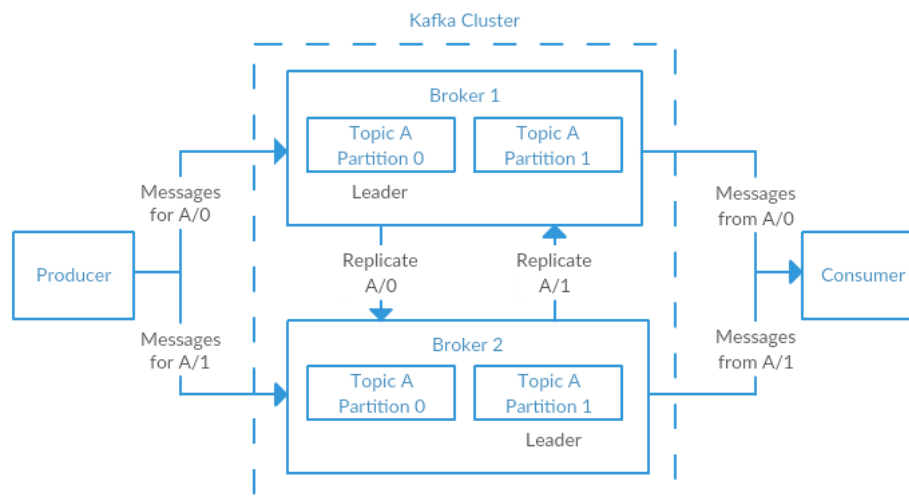 Kafka Cluster
Broker 1
Topic A
Partition 0
Topic A
Partition 1
Leader
Messages
for A/0
Messages
from A/0
Replicate
A/0
Replicate
A/1
Producer
Consumer
Messages
for A/1
Messages
from A/1
Broker 2
Topic A
Partition 0
Topic A
Partition 1
Leader